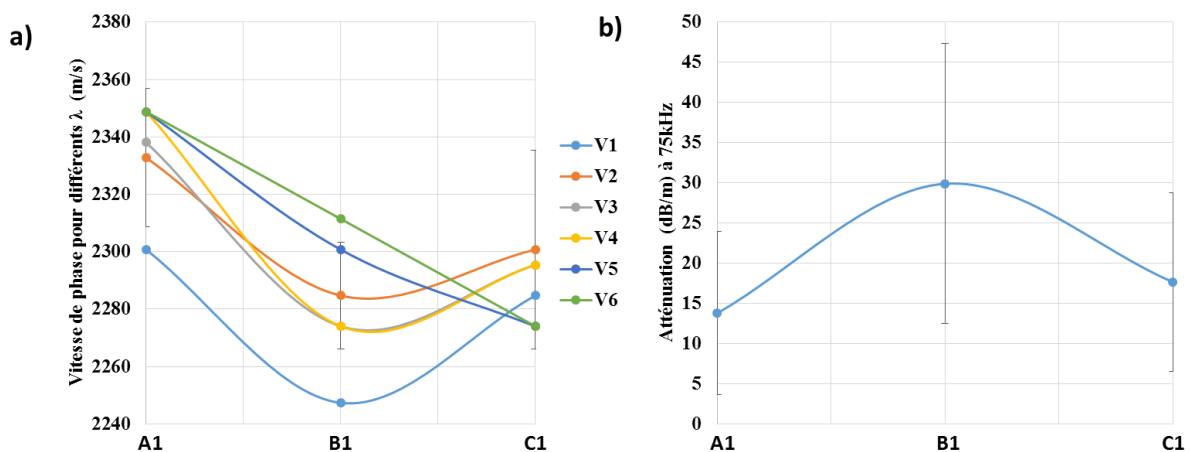 a)
Vitesse de phase pour différents λ (m/s)
2380
2360
2340
2320
2300
2280
2260
2240
A1
B1
C1
V1
V2
V3
V4
V5
V6
b)
Atténuation (dB/m) à 75kHz
50
45
40
35
30
25
20
15
10
5
0
A1
B1
C1